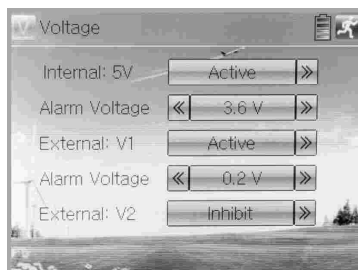 Voltage
Internal: 5V Active »
Alarm Voltage « 3.6 V »
External: V1 Active »
Alarm Voltage « 0.2 V »
External: V2 Inhibit »